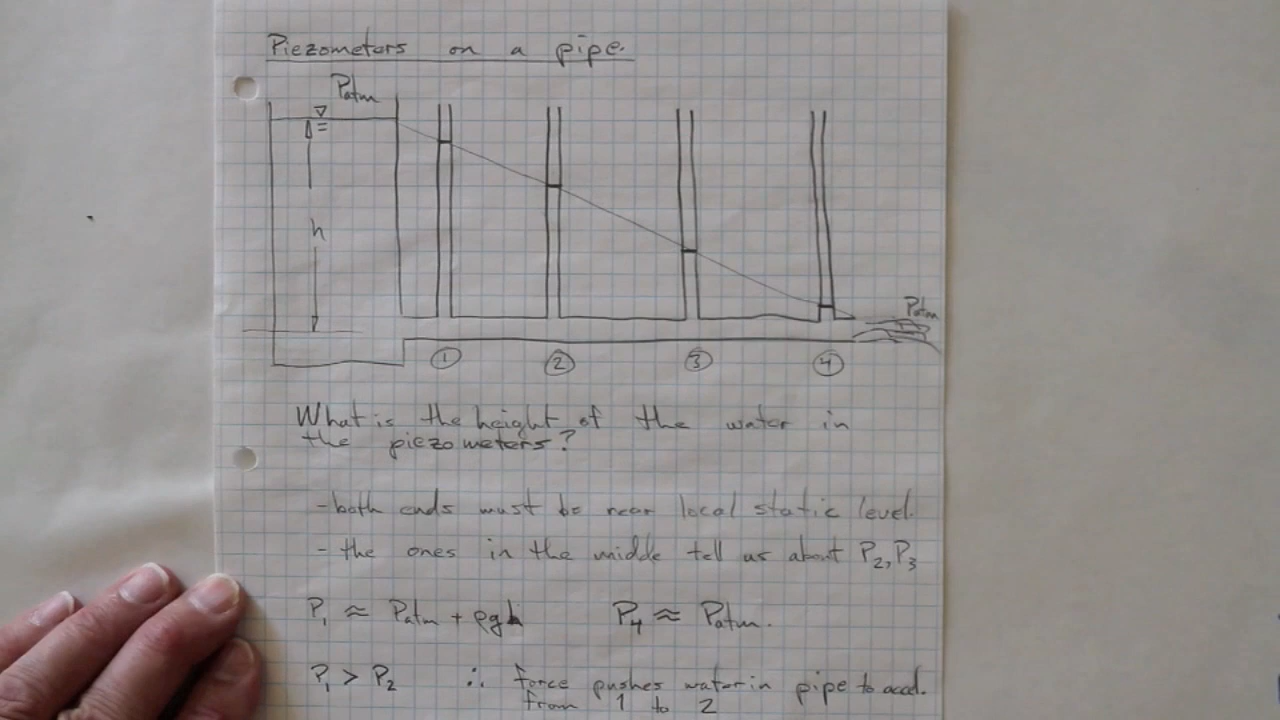 Piezometers on a pipe.
Patm
h
Patm
① ② ③ ④
What is the height of the water in
the piezometers?
- both ends must be near local static level.
- the ones in the midde tell us about P₂, P₃
P₁ ≈ Patm + ρgh P₄ ≈ Patm.
P₁ > P₂ ∴ force pushes water in pipe to accel.
from 1 to 2